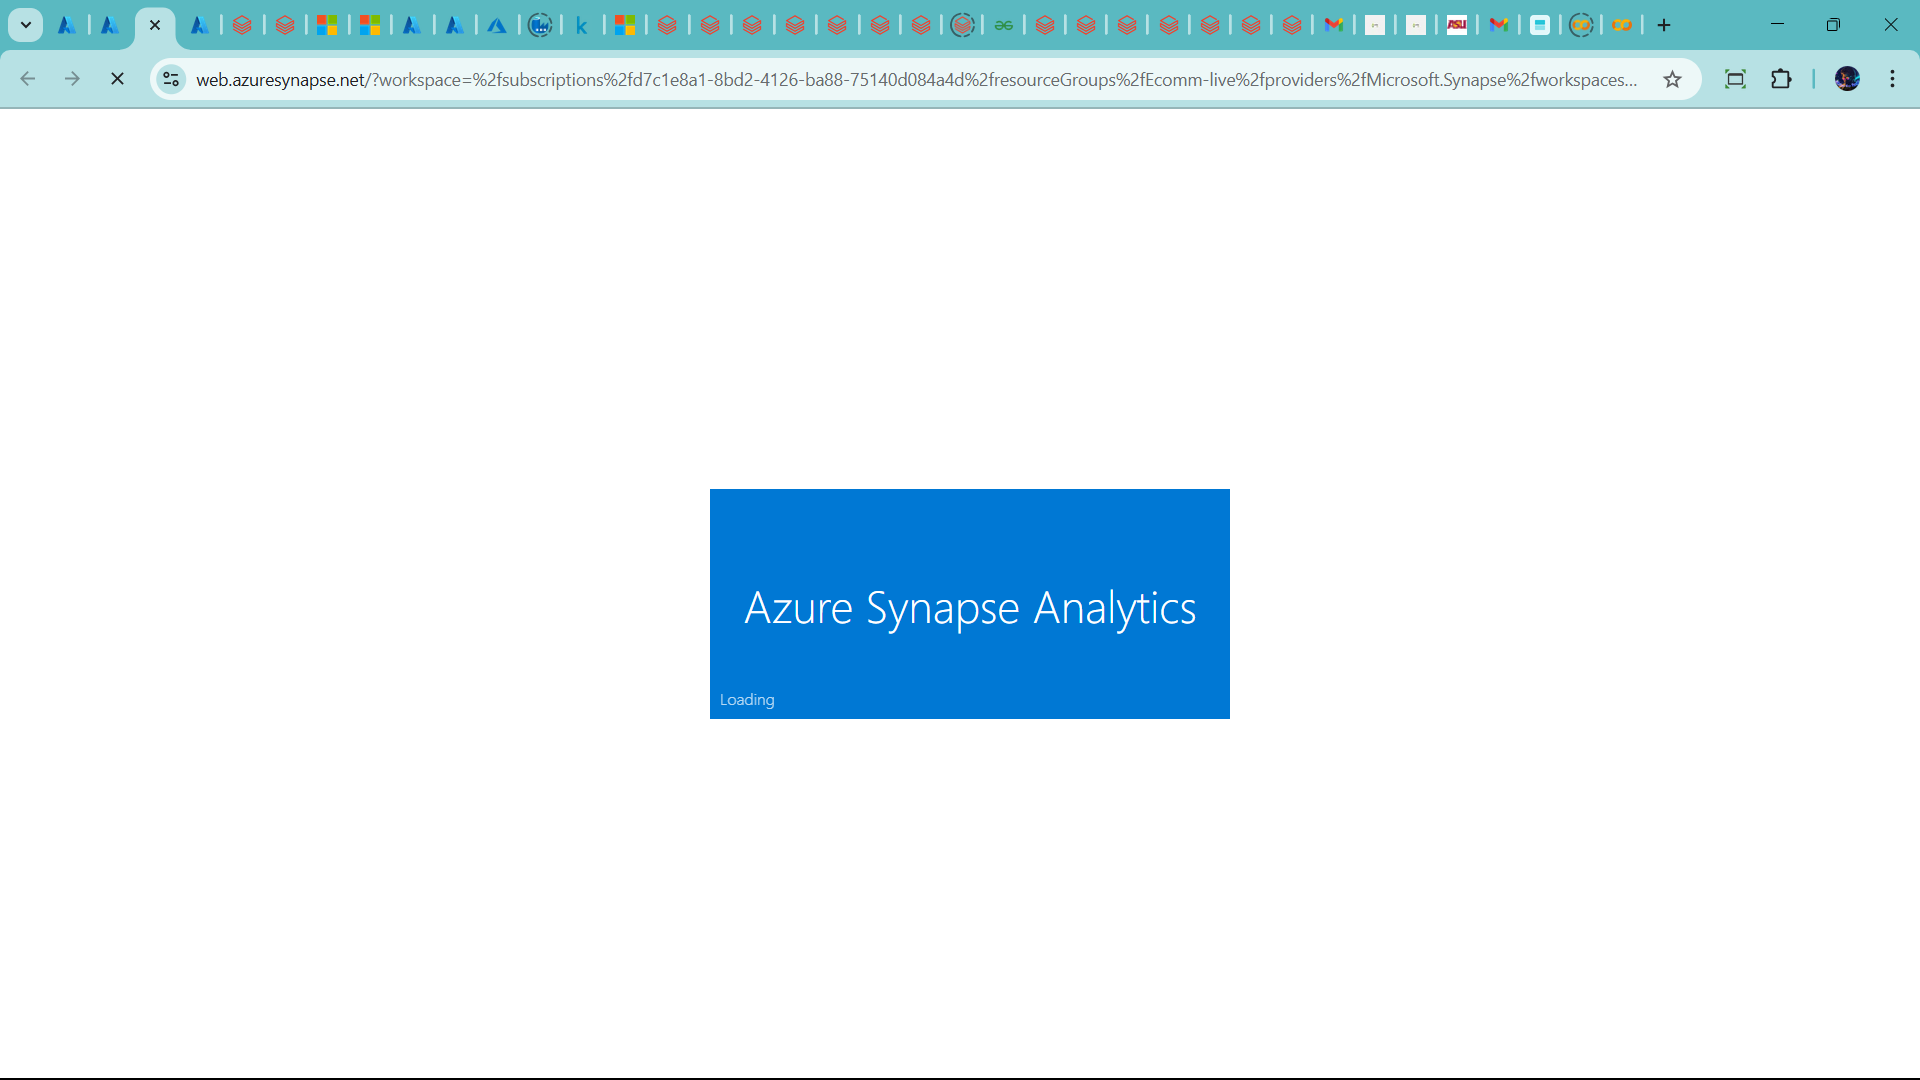 web.azuresynapse.net/?workspace=%2fsubscriptions%2fd7c1e8a1-8bd2-4126-ba88-75140d084a4d%2fresourceGroups%2fEcomm-live%2fproviders%2fMicrosoft.Synapse%2fworkspaces...
Azure Synapse Analytics
Loading